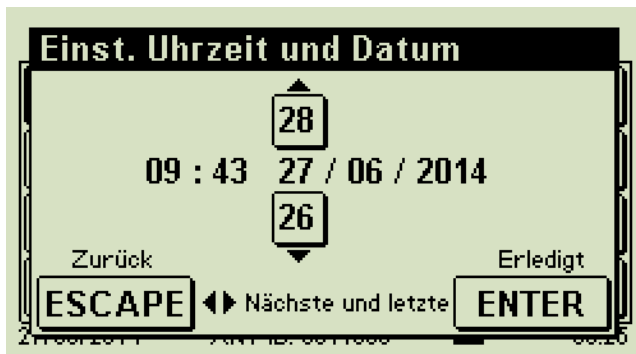 Einst. Uhrzeit und Datum
28
09 : 43 27 / 06 / 2014
26
Zurück Erledigt
ESCAPE Nächste und letzte ENTER